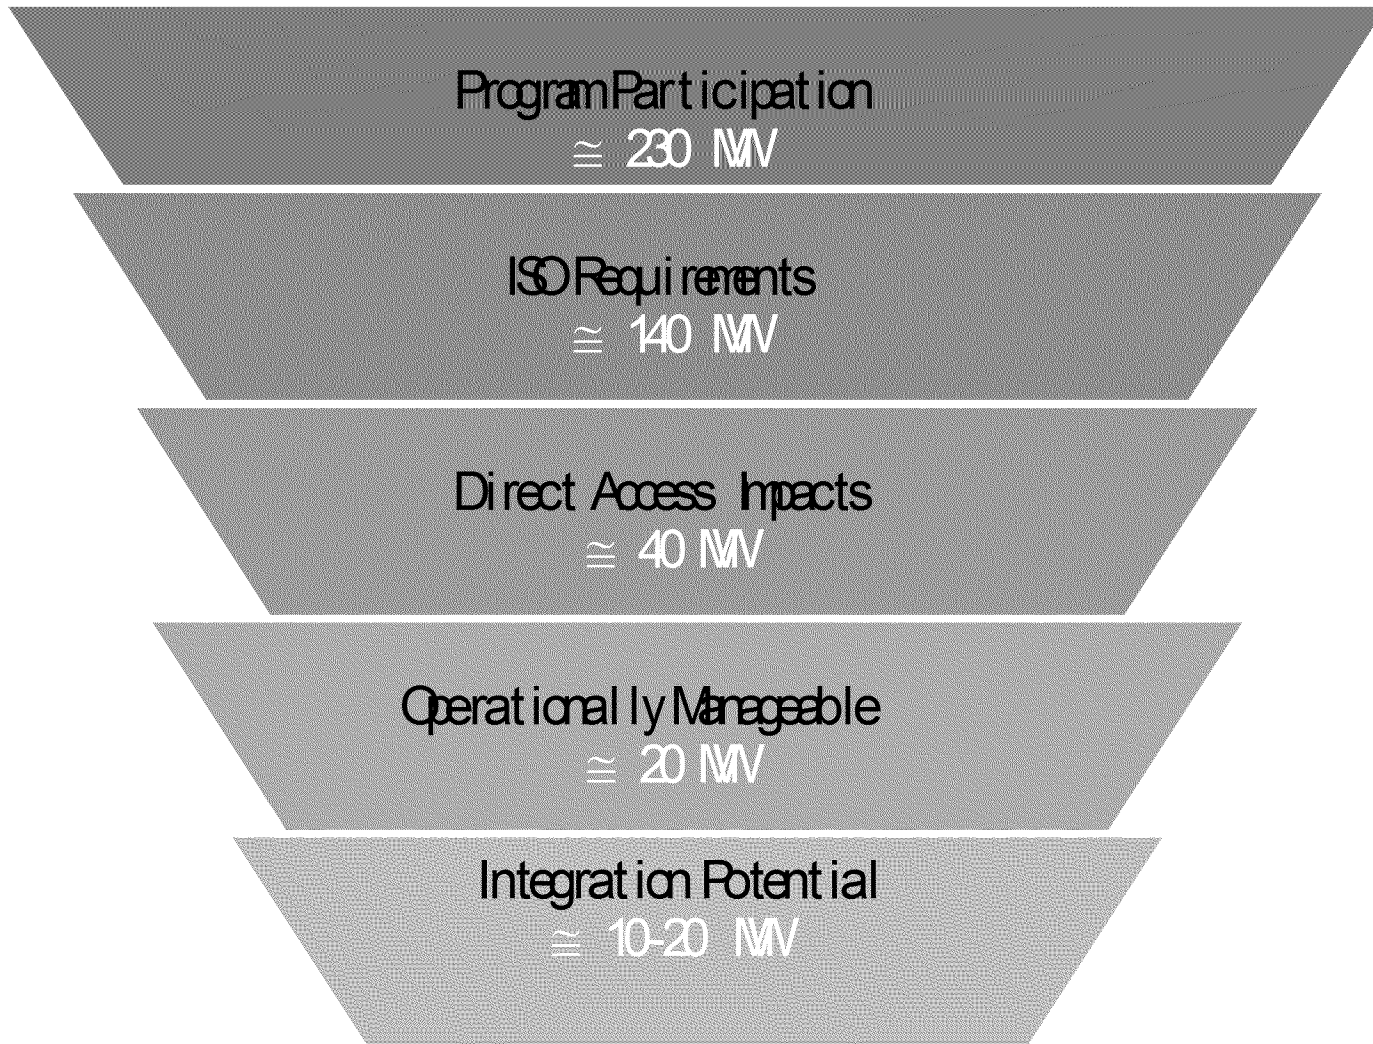 Program Participation
≅ 230 MW
ISO Requirements
≅ 140 MW
Direct Access Impacts
≅ 40 MW
Operationally Manageable
≅ 20 MW
Integration Potential
≅ 10-20 MW